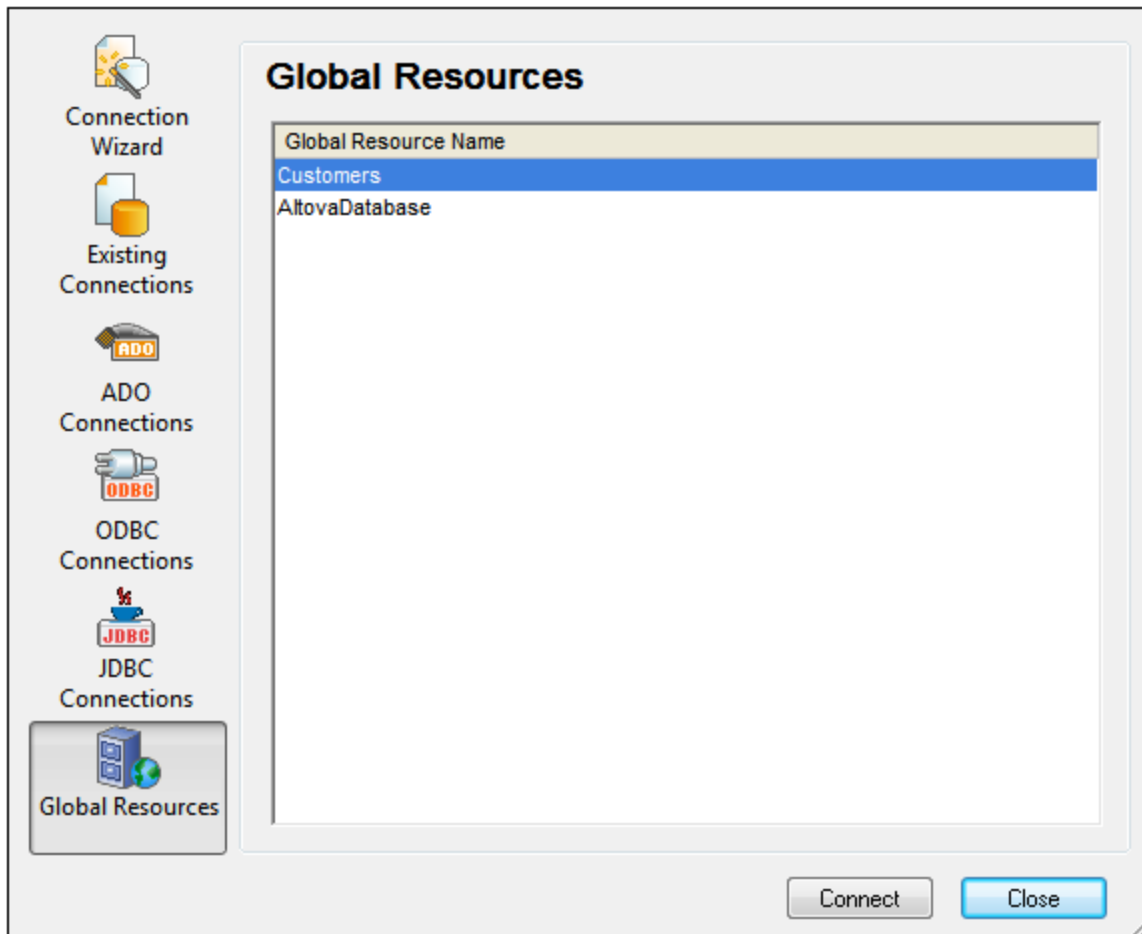 Connection
Wizard
Existing
Connections
ADO
ADO
Connections
ODBC
ODBC
Connections
JDBC
JDBC
Connections
Global Resources
Global Resources
Global Resource Name
Customers
AltovaDatabase
Connect
Close